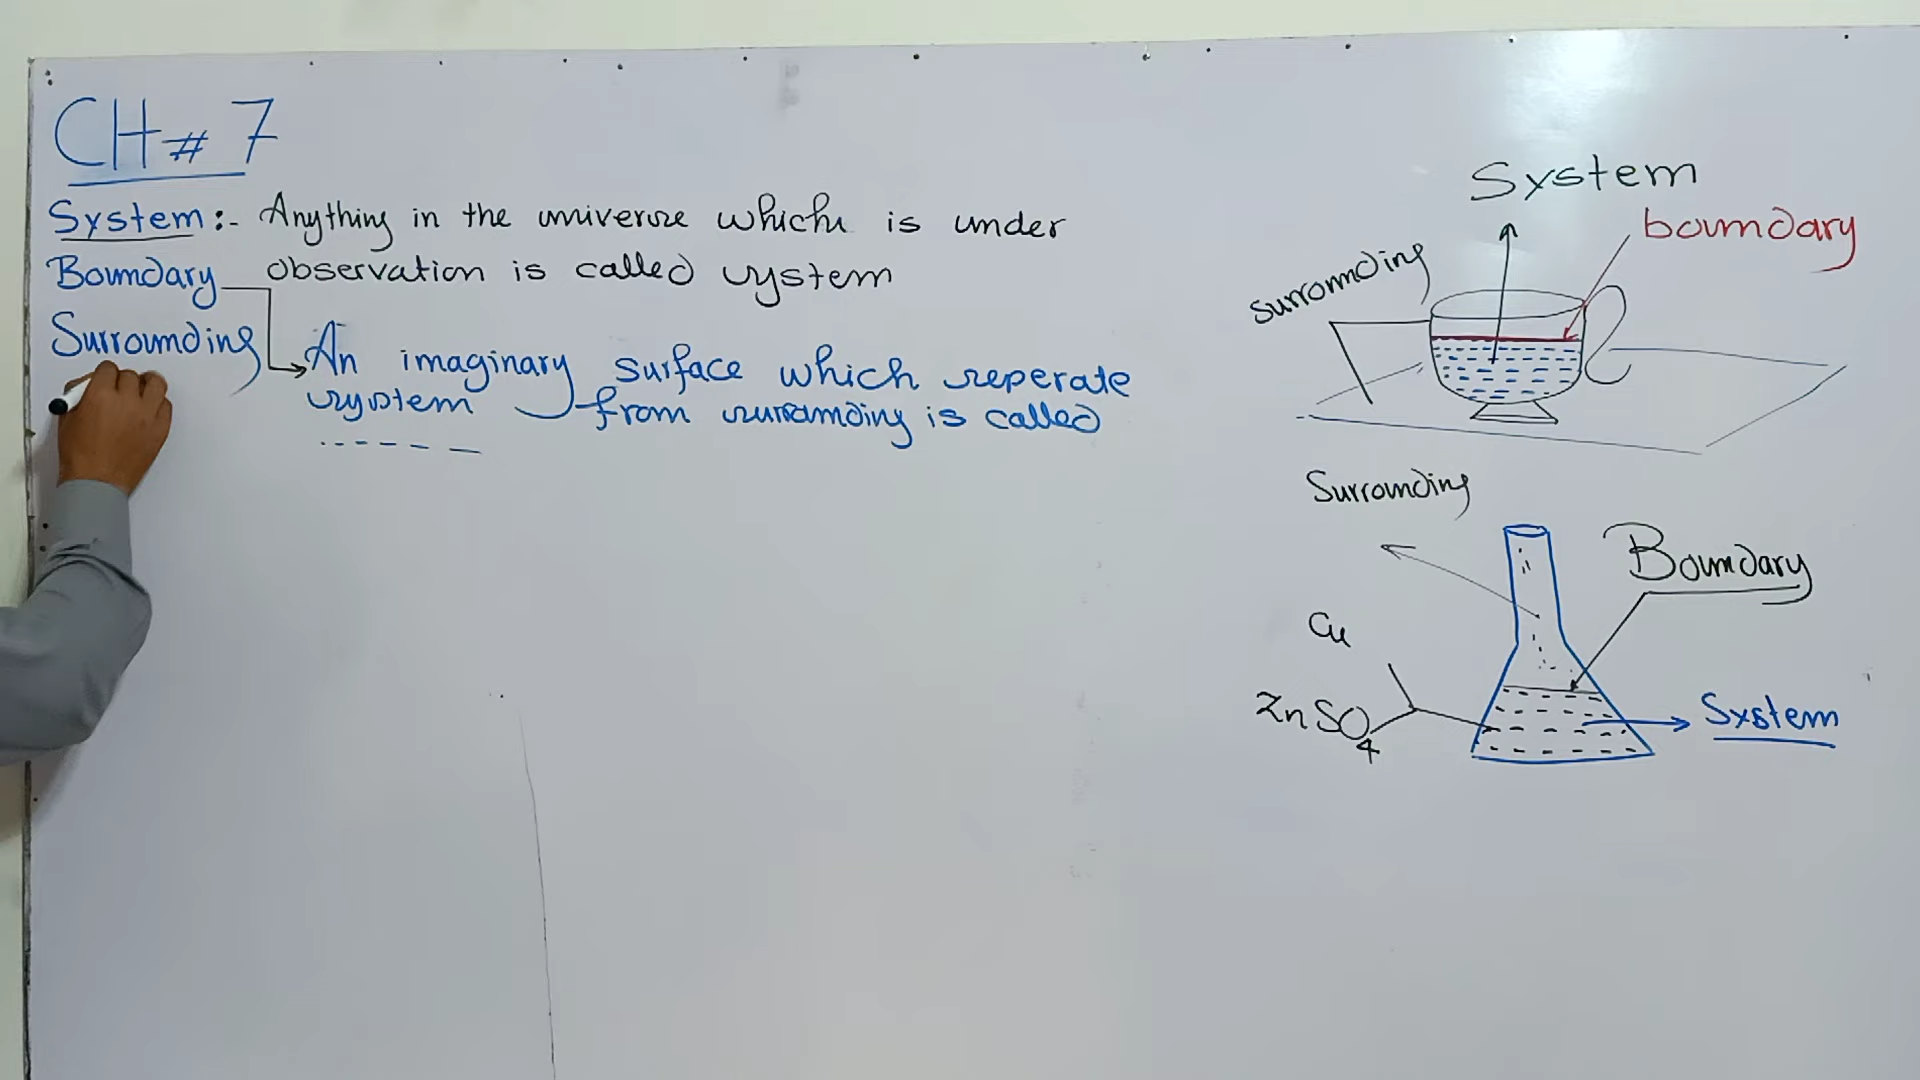 CH # 7
System :- Anything in the universe which is under
observation is called system
Boundary
Surrounding
An imaginary surface which seperate
system from surrounding is called
------
System
boundary
surrounding
Surrounding
Boundary
Cu
ZnSO4
System